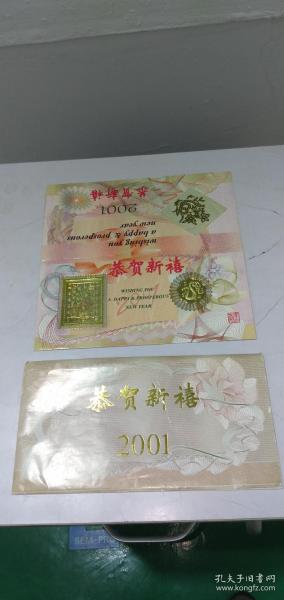 恭贺新禧
2001
wishing you
a happy & prosperous
new year
恭贺新禧
WISHING YOU
A HAPPY & PROSPEROUS
NEW YEAR
恭贺新禧
2001
孔夫子旧书网
www.kongfz.com